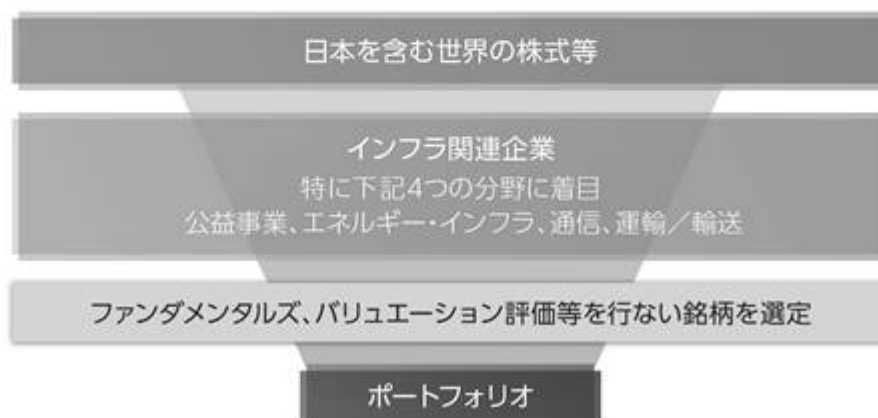 日本を含む世界の株式等
インフラ関連企業
特に下記4つの分野に着目
公益事業、エネルギー・インフラ、通信、運輸／輸送
ファンダメンタルズ、バリュエーション評価等を行ない銘柄を選定
ポートフォリオ